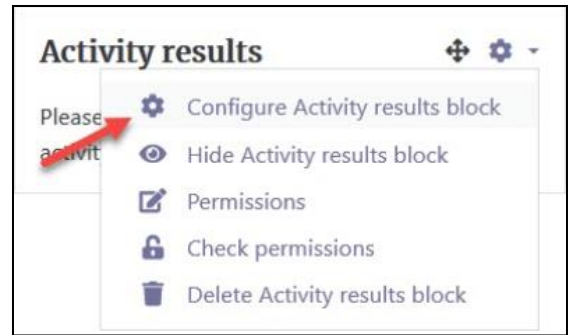 Activity results
Please
Configure Activity results block
activit
Hide Activity results block
Permissions
Check permissions
Delete Activity results block